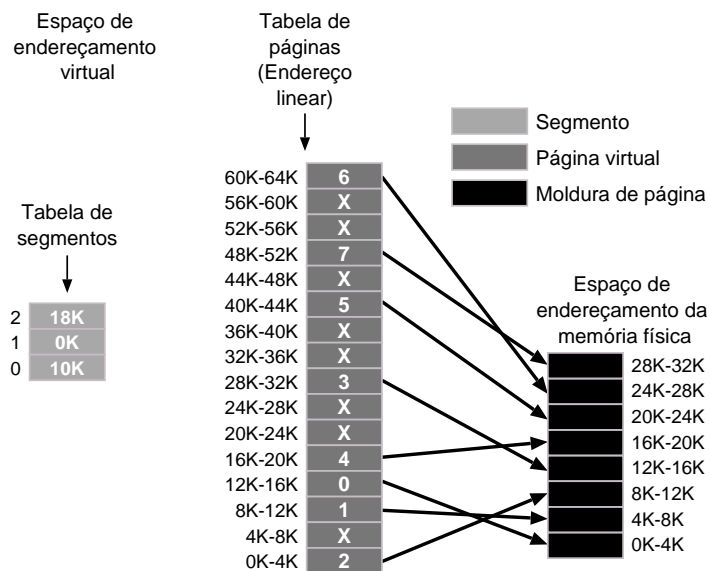 Espaço de
endereçamento
virtual
Tabela de
páginas
(Endereço
linear)
Segmento
Página virtual
Moldura de página
Tabela de
segmentos
2 18K
1 0K
0 10K
60K-64K 6
56K-60K X
52K-56K X
48K-52K 7
44K-48K X
40K-44K 5
36K-40K X
32K-36K X
28K-32K 3
24K-28K X
20K-24K X
16K-20K 4
12K-16K 0
8K-12K 1
4K-8K X
0K-4K 2
Espaço de
endereçamento da
memória física
28K-32K
24K-28K
20K-24K
16K-20K
12K-16K
8K-12K
4K-8K
0K-4K